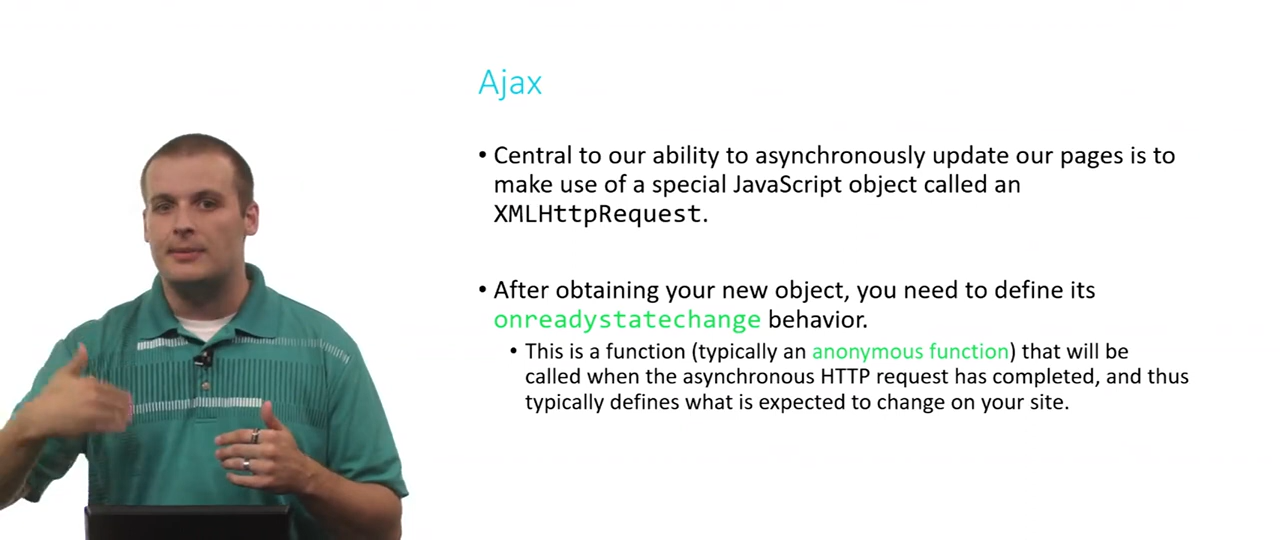 Ajax
• Central to our ability to asynchronously update our pages is to
make use of a special JavaScript object called an
XMLHttpRequest.
• After obtaining your new object, you need to define its
onreadystatechange behavior.
• This is a function (typically an anonymous function) that will be
called when the asynchronous HTTP request has completed, and thus
typically defines what is expected to change on your site.